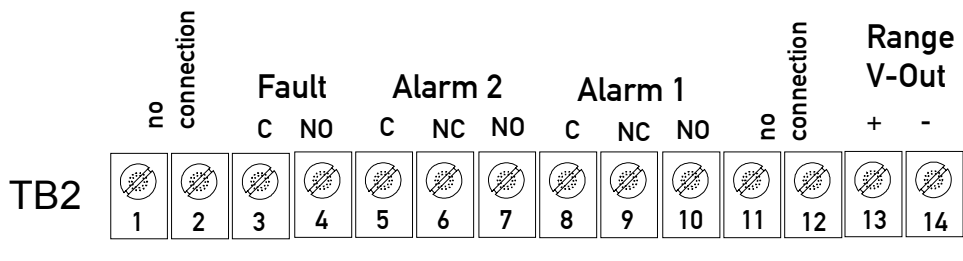 no connection
Fault
C NO
Alarm 2
C NC NO
Alarm 1
C NC NO
no connection
Range
V-Out
+ -
TB2
1 2 3 4 5 6 7 8 9 10 11 12 13 14